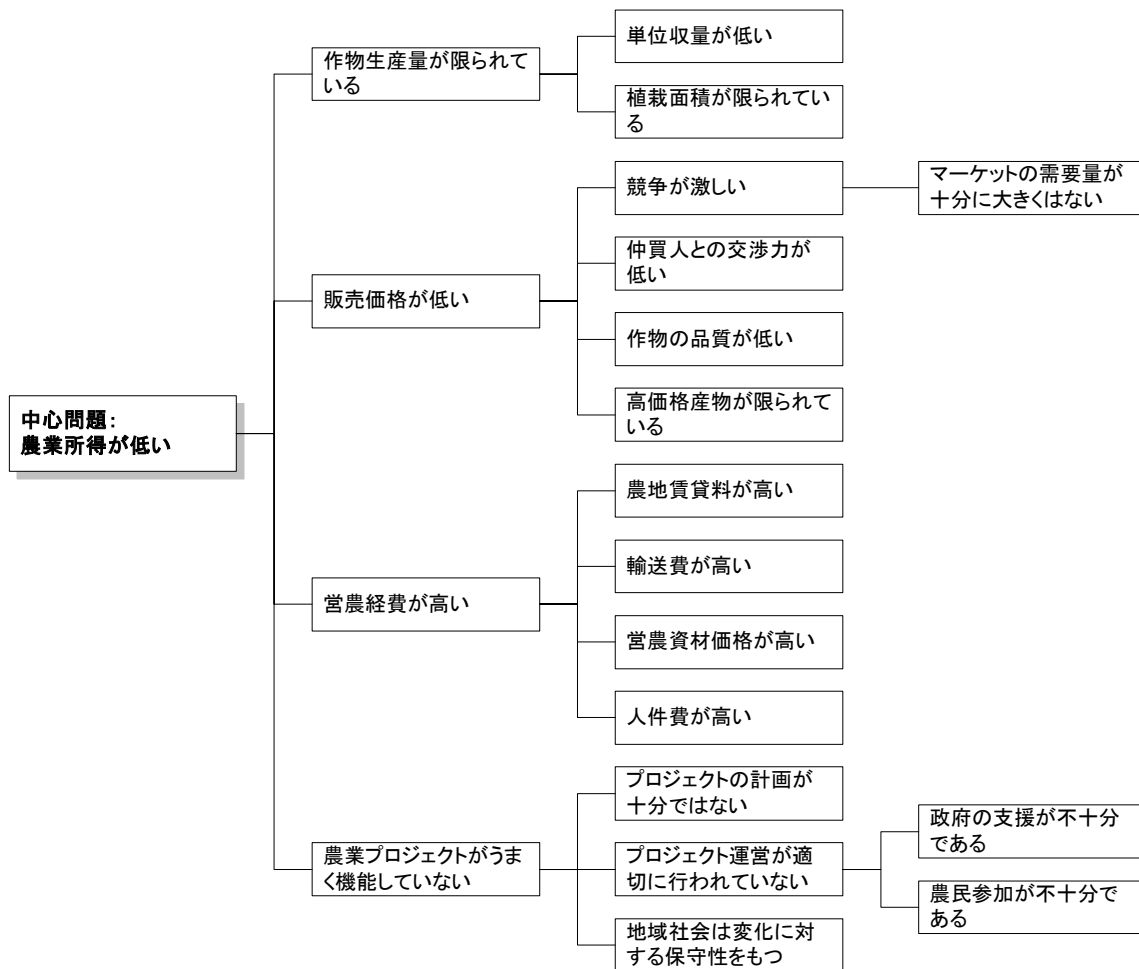 単位収量が低い
作物生産量が限られて
いる
植栽面積が限られてい
る
競争が激しい
マーケットの需要量が
十分に大きくはない
仲買人との交渉力が
低い
販売価格が低い
作物の品質が低い
高価格産物が限られて
いる
中心問題:
農業所得が低い
農地賃貸料が高い
輸送費が高い
営農経費が高い
営農資材価格が高い
人件費が高い
プロジェクトの計画が
十分ではない
農業プロジェクトがうま
く機能していない
プロジェクト運営が適
切に行われていない
政府の支援が不十分
である
農民参加が不十分で
ある
地域社会は変化に対
する保守性をもつ